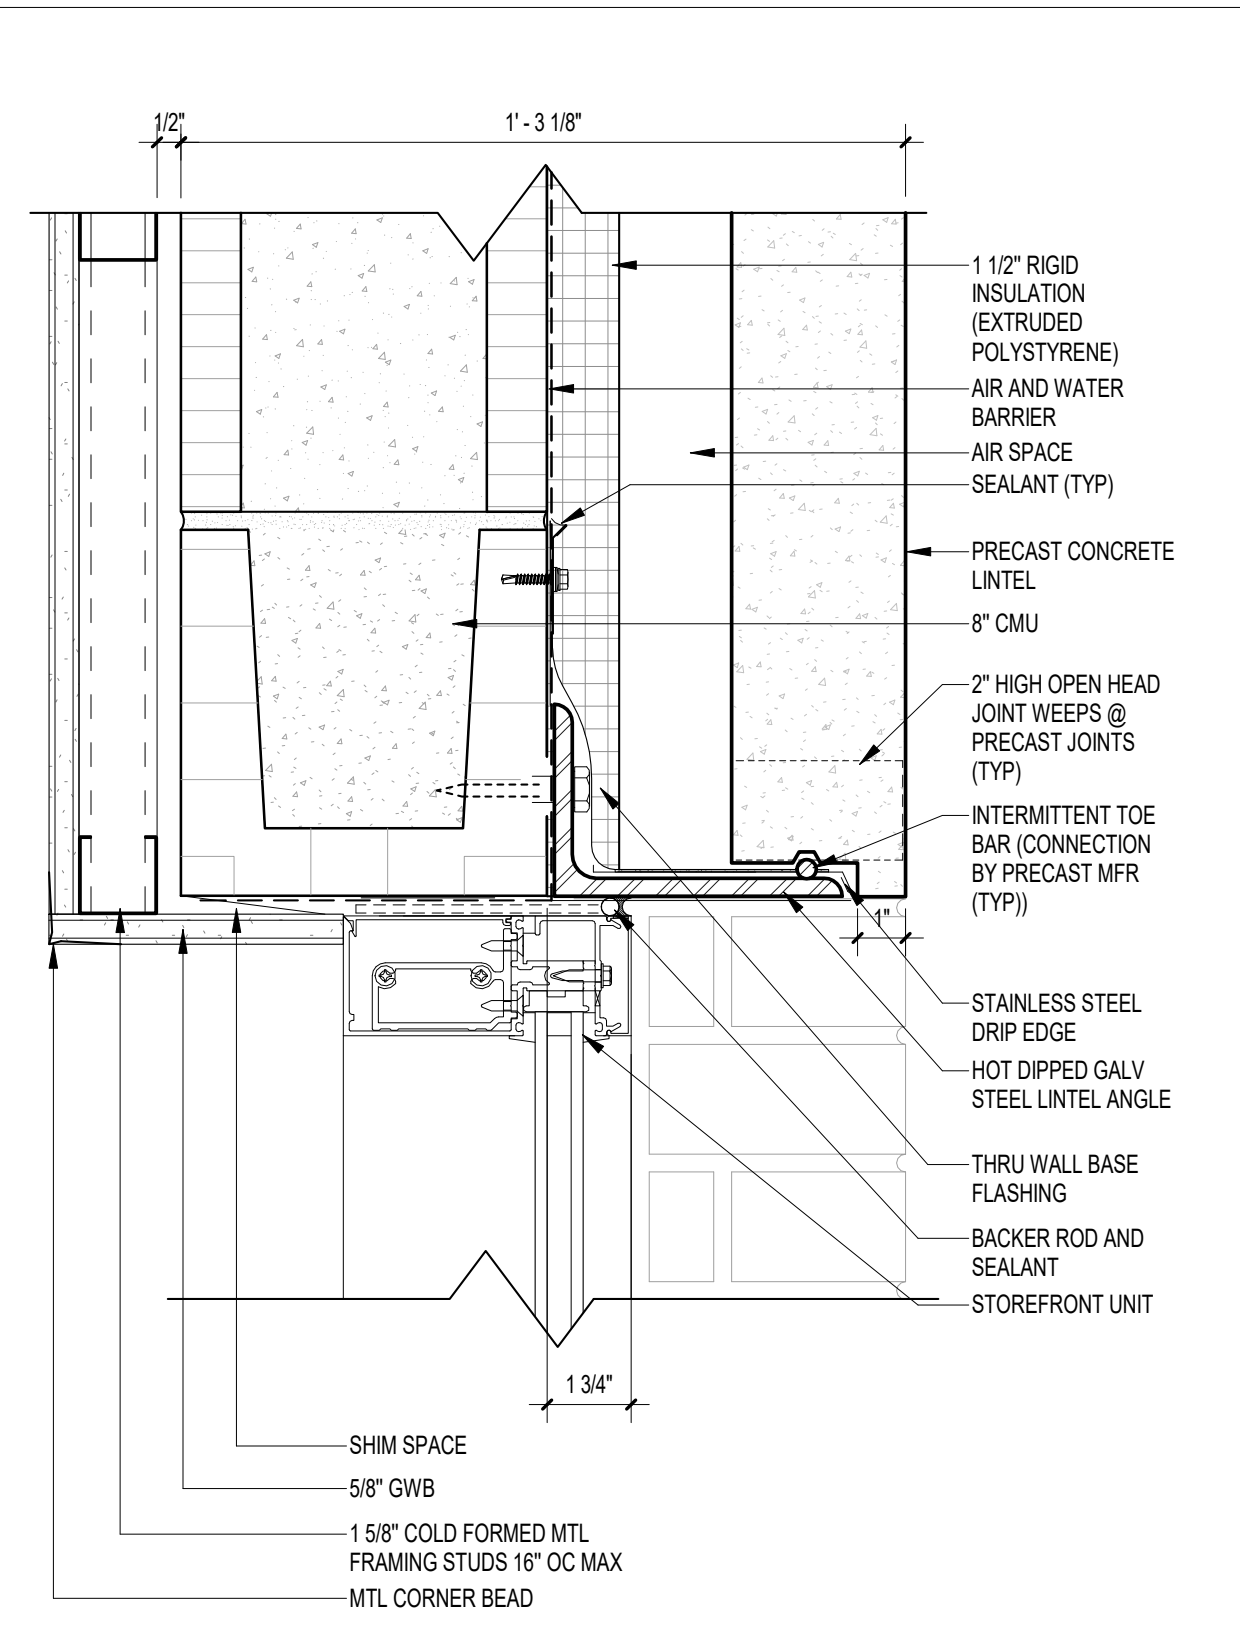 1/2"
1' - 3 1/8"
1 1/2" RIGID
INSULATION
(EXTRUDED
POLYSTYRENE)
AIR AND WATER
BARRIER
AIR SPACE
SEALANT (TYP)
PRECAST CONCRETE
LINTEL
8" CMU
2" HIGH OPEN HEAD
JOINT WEEPS @
PRECAST JOINTS
(TYP)
INTERMITTENT TOE
BAR (CONNECTION
BY PRECAST MFR
(TYP))
1"
STAINLESS STEEL
DRIP EDGE
HOT DIPPED GALV
STEEL LINTEL ANGLE
THRU WALL BASE
FLASHING
BACKER ROD AND
SEALANT
STOREFRONT UNIT
1 3/4"
SHIM SPACE
5/8" GWB
1 5/8" COLD FORMED MTL
FRAMING STUDS 16" OC MAX
MTL CORNER BEAD